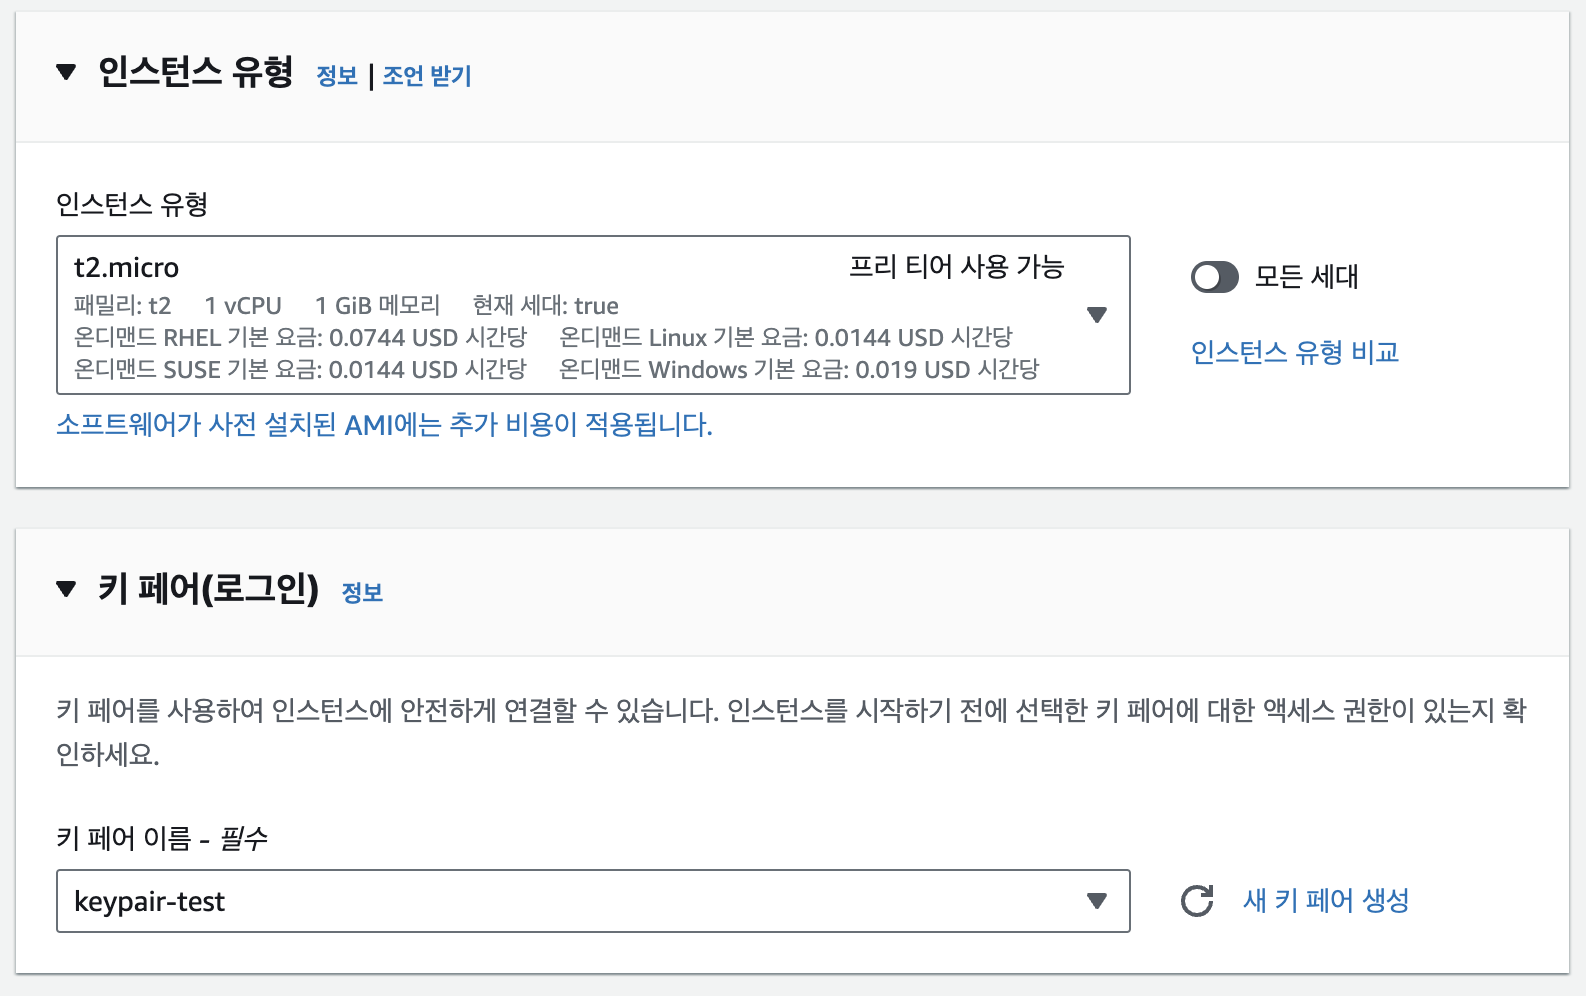 인스턴스 유형 정보 | 조언 받기
인스턴스 유형
t2.micro 프리 티어 사용 가능
패밀리: t2 1 vCPU 1 GiB 메모리 현재 세대: true
온디맨드 RHEL 기본 요금: 0.0744 USD 시간당 온디맨드 Linux 기본 요금: 0.0144 USD 시간당
온디맨드 SUSE 기본 요금: 0.0144 USD 시간당 온디맨드 Windows 기본 요금: 0.019 USD 시간당
모든 세대
인스턴스 유형 비교
소프트웨어가 사전 설치된 AMI에는 추가 비용이 적용됩니다.
키 페어(로그인) 정보
키 페어를 사용하여 인스턴스에 안전하게 연결할 수 있습니다. 인스턴스를 시작하기 전에 선택한 키 페어에 대한 액세스 권한이 있는지 확
인하세요.
키 페어 이름 - 필수
keypair-test
새 키 페어 생성